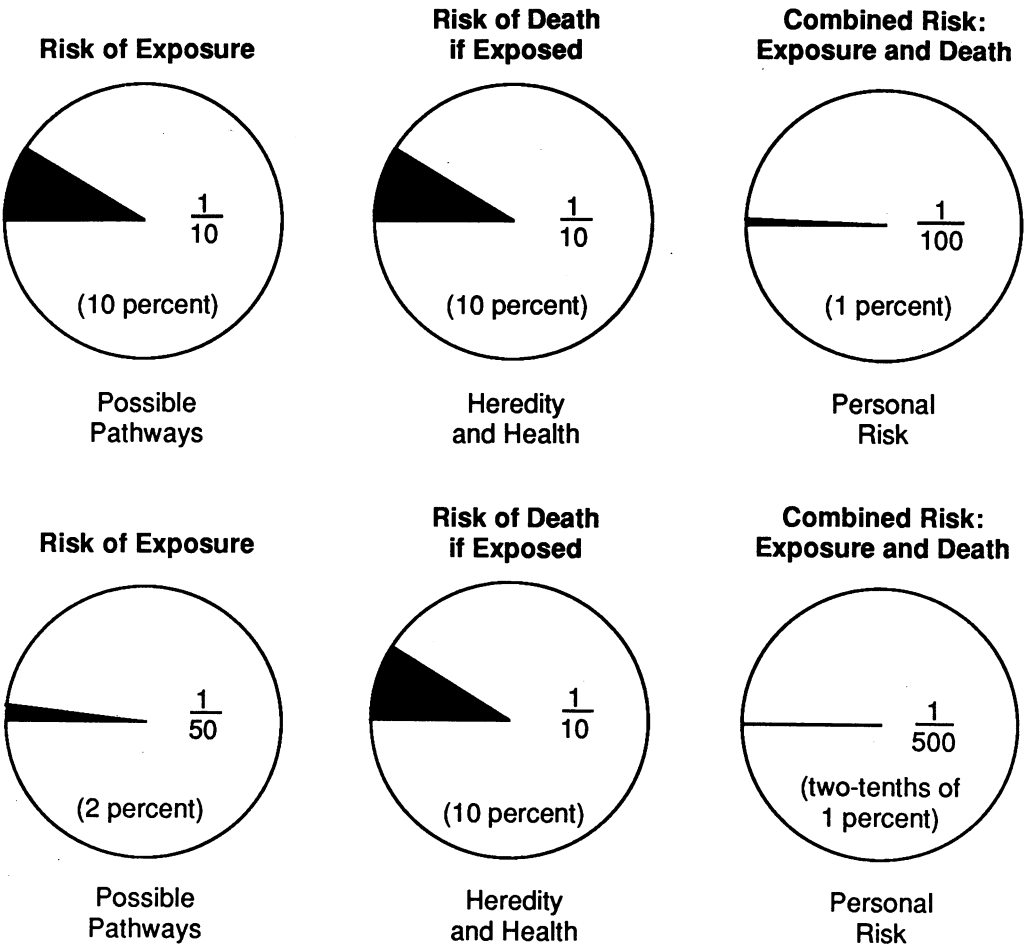 Risk of Exposure
Risk of Death
if Exposed
Combined Risk:
Exposure and Death
1
10
(10 percent)
1
10
(10 percent)
1
100
(1 percent)
Possible
Pathways
Heredity
and Health
Personal
Risk
Risk of Exposure
Risk of Death
if Exposed
Combined Risk:
Exposure and Death
1
50
(2 percent)
1
10
(10 percent)
1
500
(two-tenths of
1 percent)
Possible
Pathways
Heredity
and Health
Personal
Risk